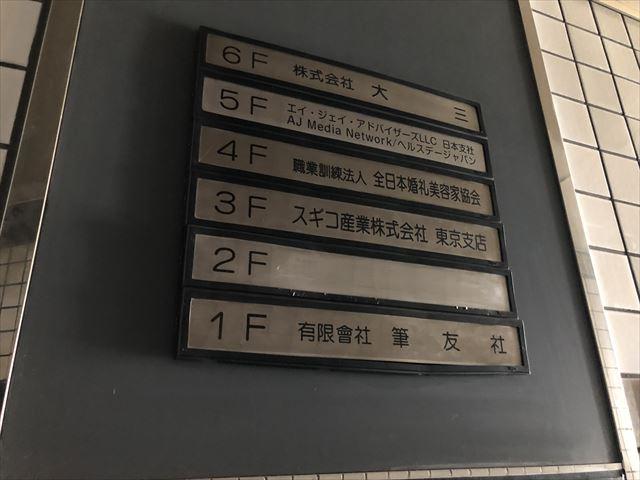 6F 株式会社 大 三
5F エイ・ジェイ・アドバイザーズLLC 日本支社
AJ Media Network/ヘルスデージャパン
4F 職業訓練法人 全日本婚礼美容家協会
3F スギコ産業株式会社 東京支店
2F
1F 有限會社 筆 友 社